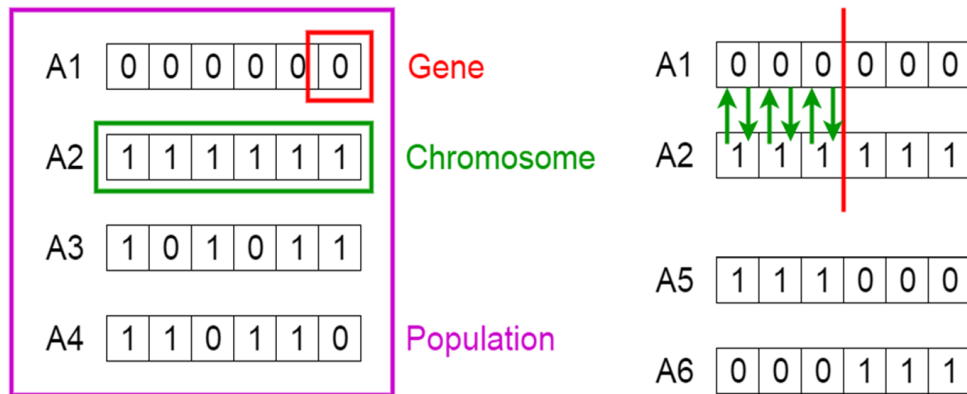 A1 0 0 0 0 0 0 Gene
A2 1 1 1 1 1 1 Chromosome
A3 1 0 1 0 1 1
A4 1 1 0 1 1 0 Population
A1 0 0 0 0 0 0
A2 1 1 1 1 1 1
A5 1 1 1 0 0 0
A6 0 0 0 1 1 1